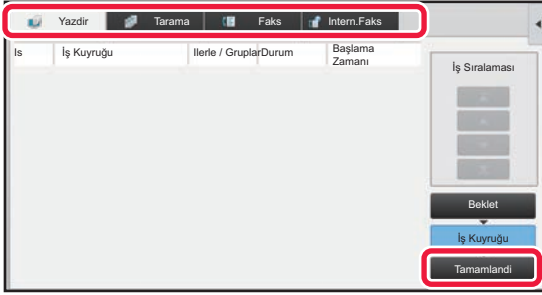 Yazdir Tarama Faks Intern.Faks
Is İş Kuyruğu Ilerle / Gruplar Durum Başlama
Zamanı
İş Sıralaması
Beklet
İş Kuyruğu
Tamamlandi